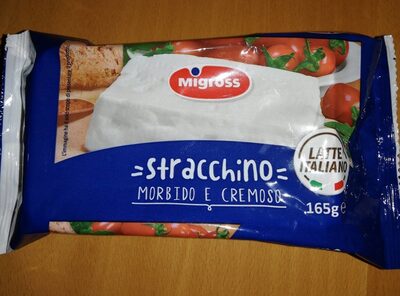 MIGROSS
=stracchino=
MORBIDO E CREMOSO
LATTE
ITALIANO
165g e